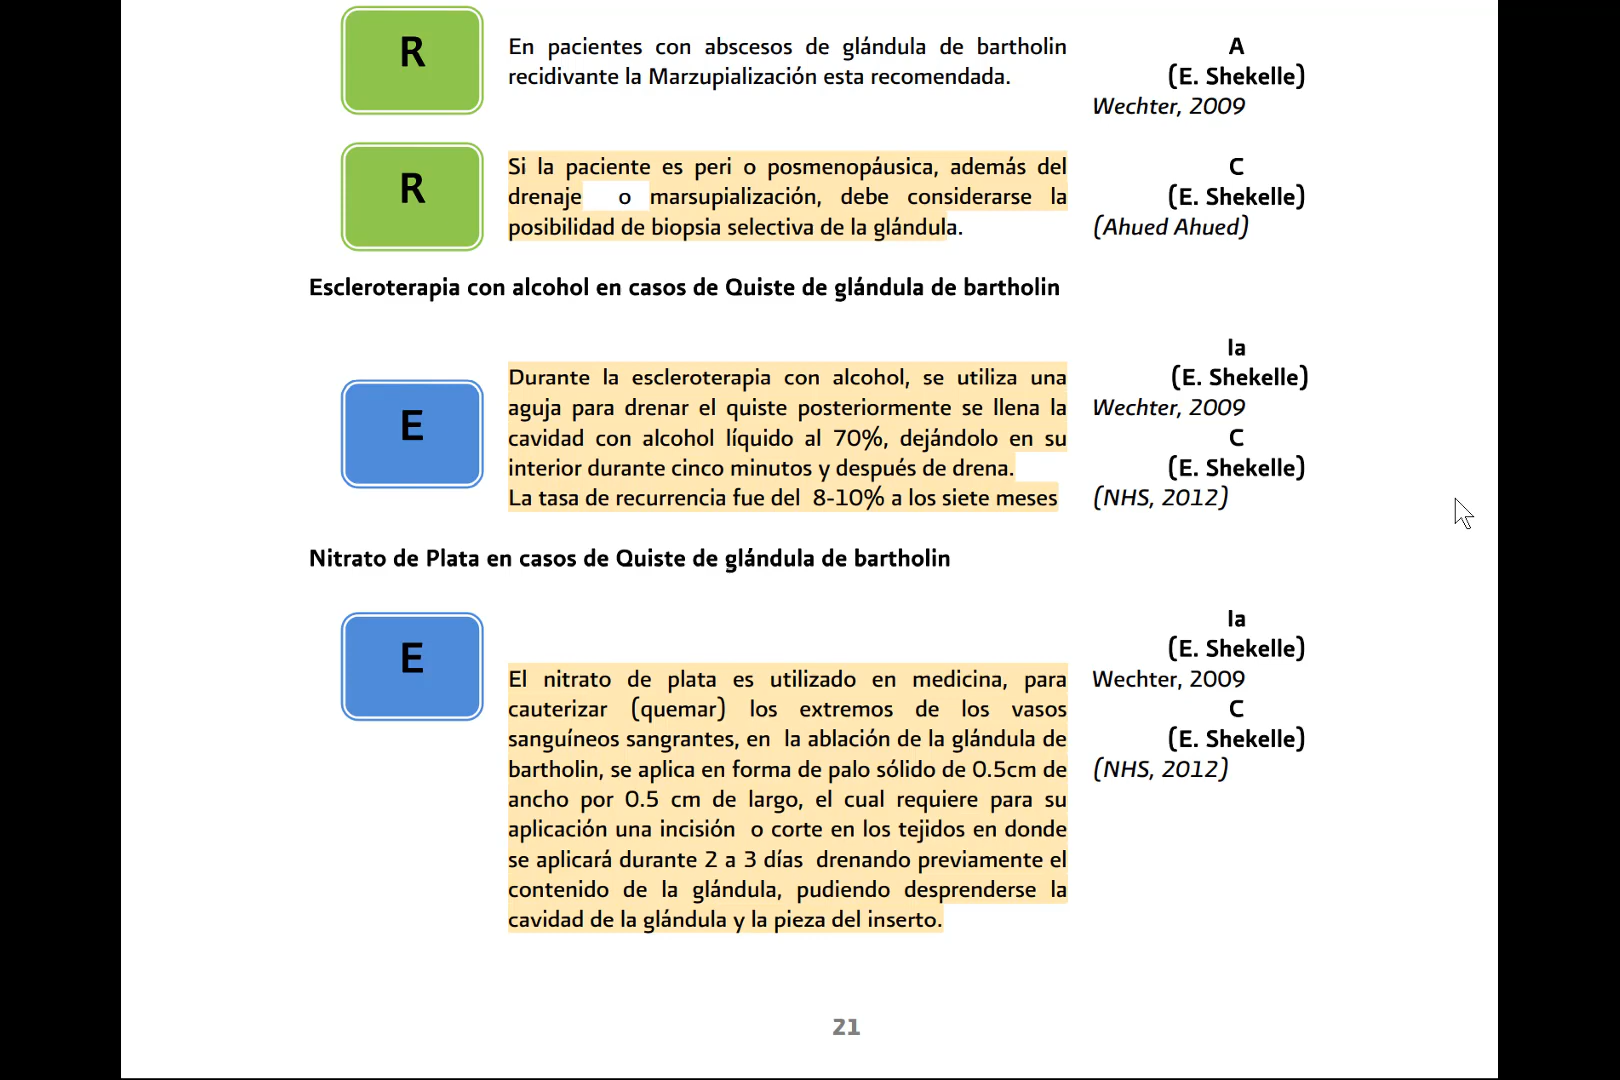 R
En pacientes con abscesos de glándula de bartholin
recidivante la Marzupialización esta recomendada.
A
(E. Shekelle)
Wechter, 2009
R
Si la paciente es peri o posmenopáusica, además del
drenaje o marsupialización, debe considerarse la
posibilidad de biopsia selectiva de la glándula.
C
(E. Shekelle)
(Ahued Ahued)
Escleroterapia con alcohol en casos de Quiste de glándula de bartholin
E
Durante la escleroterapia con alcohol, se utiliza una
aguja para drenar el quiste posteriormente se llena la
cavidad con alcohol líquido al 70%, dejándolo en su
interior durante cinco minutos y después de drena.
La tasa de recurrencia fue del 8-10% a los siete meses
Ia
(E. Shekelle)
Wechter, 2009
C
(E. Shekelle)
(NHS, 2012)
Nitrato de Plata en casos de Quiste de glándula de bartholin
E
El nitrato de plata es utilizado en medicina, para
cauterizar (quemar) los extremos de los vasos
sanguíneos sangrantes, en la ablación de la glándula de
bartholin, se aplica en forma de palo sólido de 0.5cm de
ancho por 0.5 cm de largo, el cual requiere para su
aplicación una incisión o corte en los tejidos en donde
se aplicará durante 2 a 3 días drenando previamente el
contenido de la glándula, pudiendo desprenderse la
cavidad de la glándula y la pieza del inserto.
Ia
(E. Shekelle)
Wechter, 2009
C
(E. Shekelle)
(NHS, 2012)
21